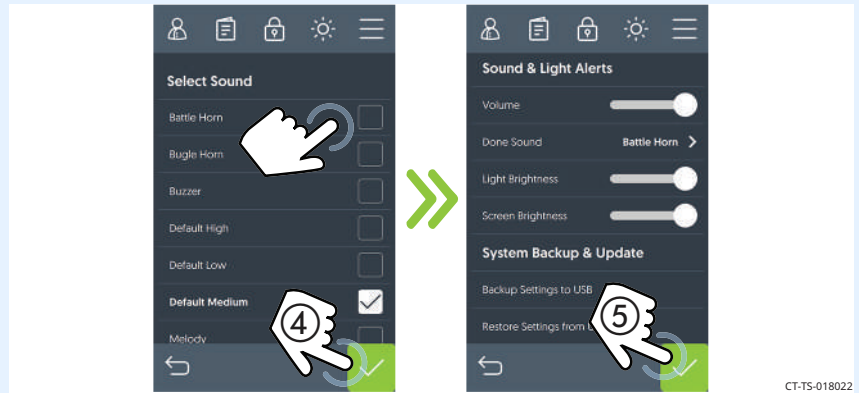 Select Sound
Battle Horn
Bugle Horn
Buzzer
Default High
Default Low
Default Medium
Melody
4
Sound & Light Alerts
Volume
Done Sound Battle Horn
Light Brightness
Screen Brightness
System Backup & Update
Backup Settings to USB
Restore Settings from U
5
CT-TS-018022